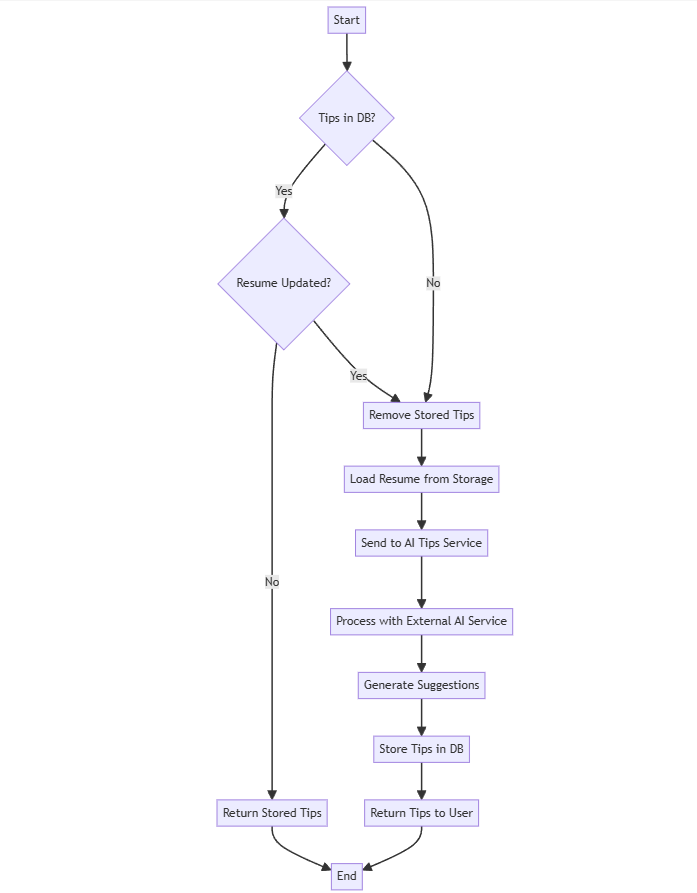 Start
Tips in DB?
Yes
Resume Updated?
No
Yes
Remove Stored Tips
Load Resume from Storage
Send to AI Tips Service
No
Process with External AI Service
Generate Suggestions
Store Tips in DB
Return Stored Tips
Return Tips to User
End